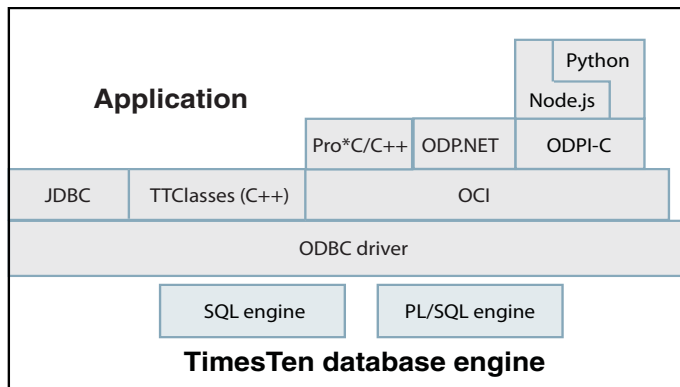 Python
Application
Node.js
Pro*C/C++ ODP.NET ODPI-C
JDBC TTClasses (C++) OCI
ODBC driver
SQL engine PL/SQL engine
TimesTen database engine